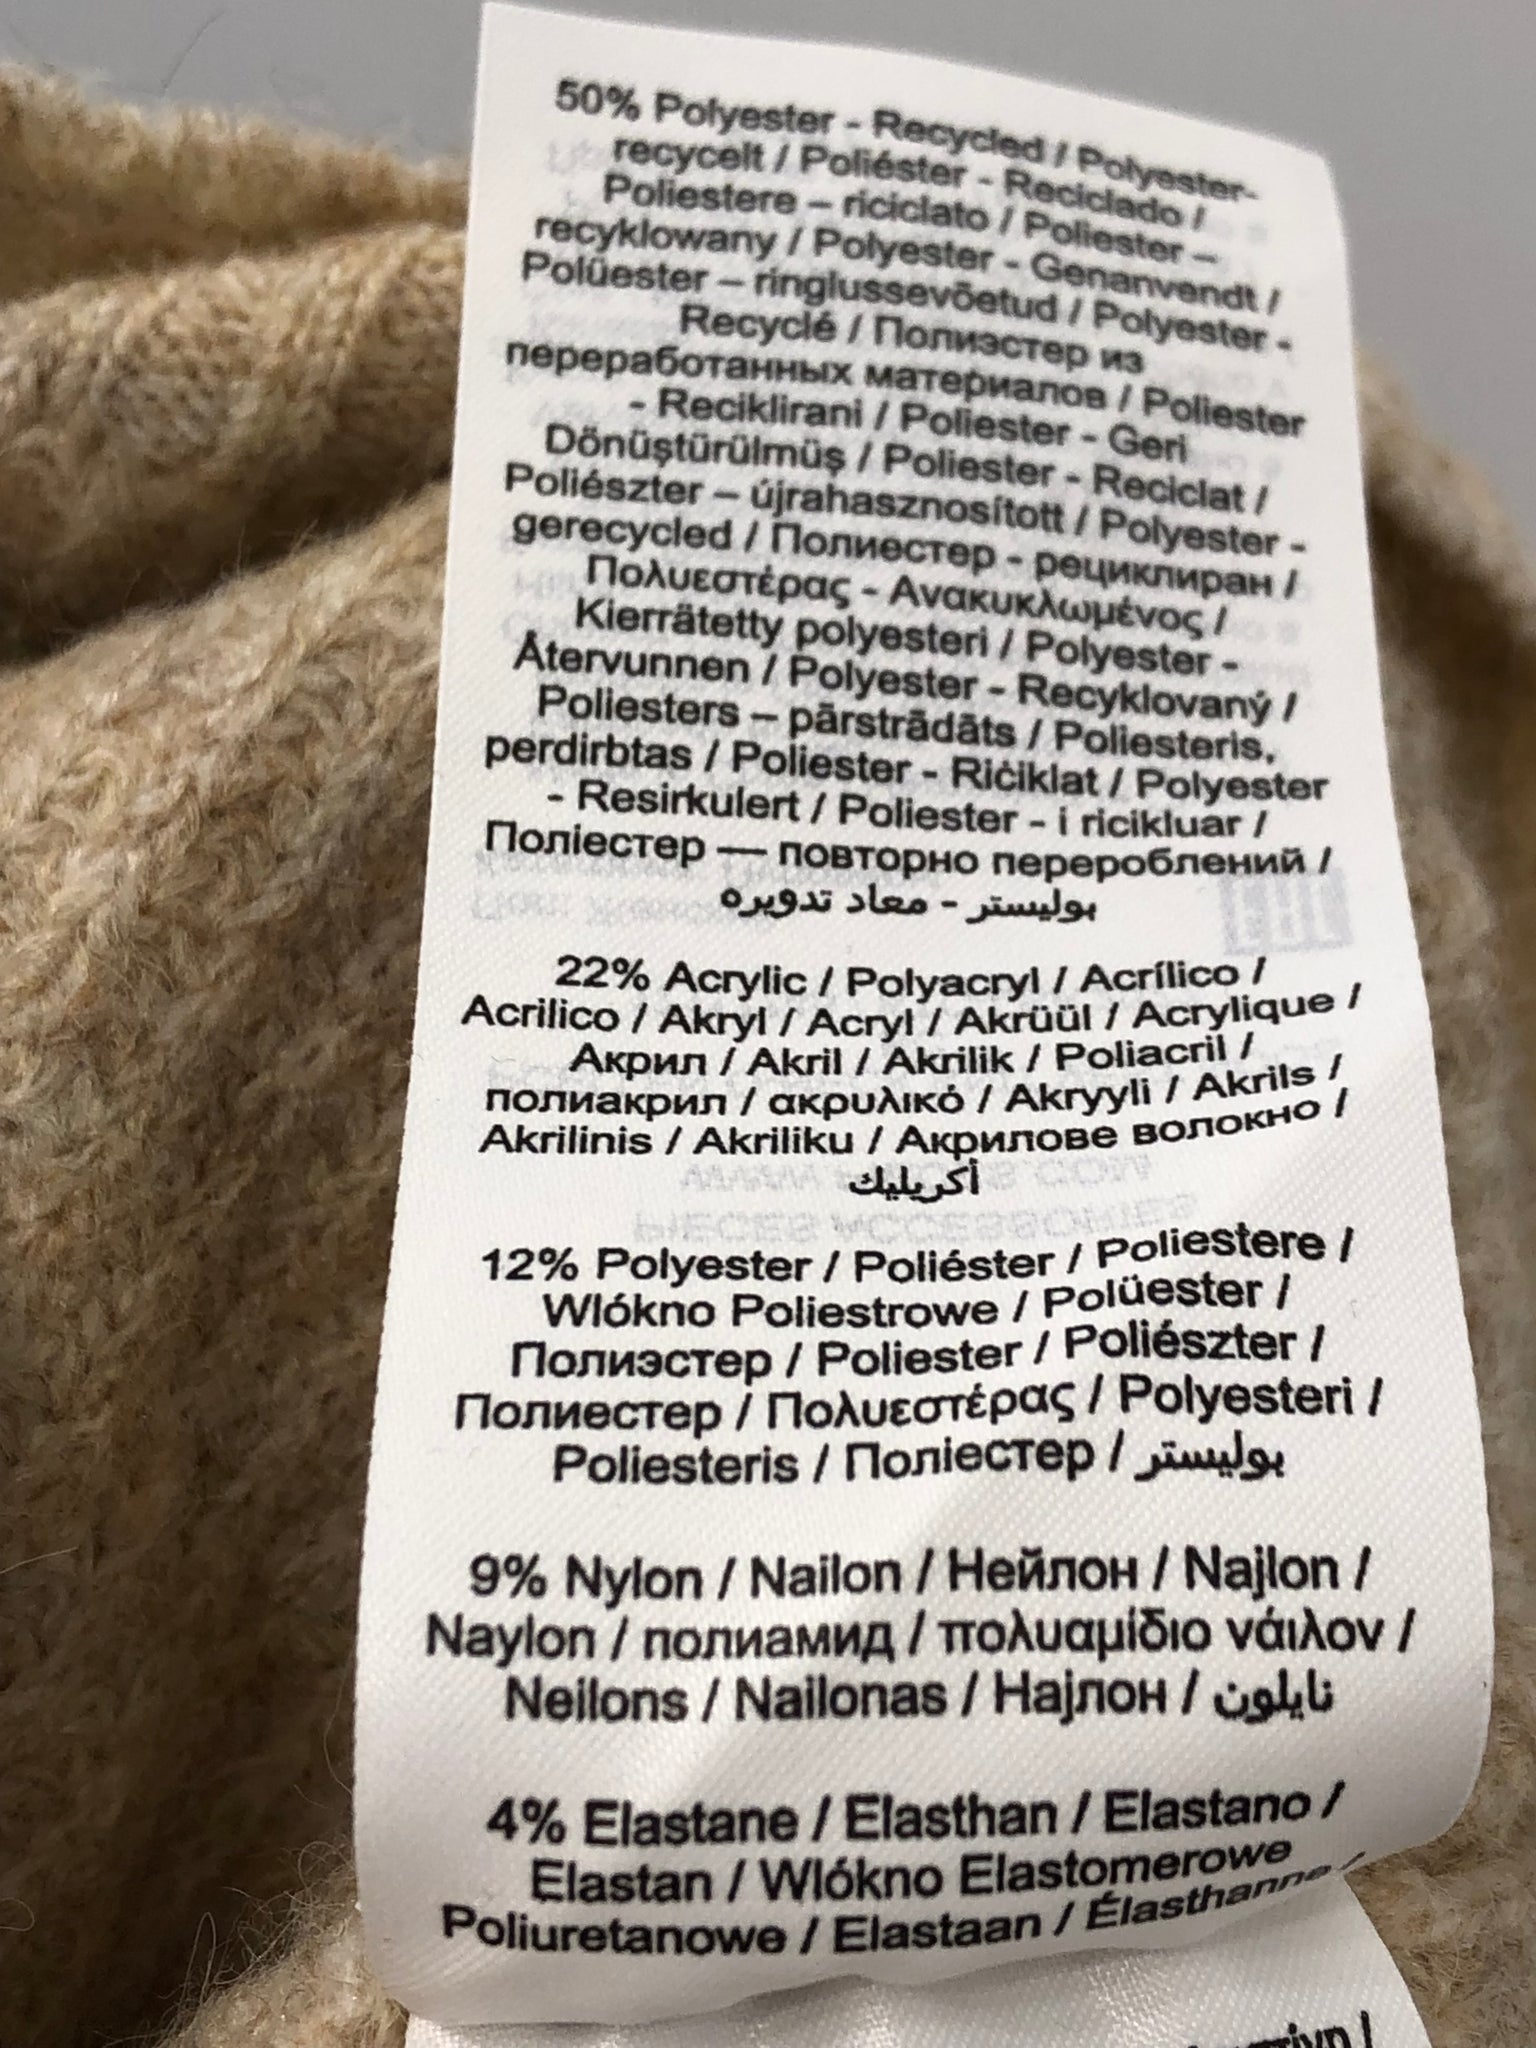 50% Polyester - Recycled / Polyester-
recycelt / Poliéster - Reciclado /
Poliestere – riciclato / Poliester –
recyklowany / Polyester - Genanvendt /
Polüester – ringlussevõetud / Polyester -
Recyclé / Полиэстер из
переработанных материалов / Poliester
- Reciklirani / Poliester - Geri
Dönüştürülmüş / Poliester - Reciclat /
Poliészter – újrahasznosított / Polyester -
gerecycled / Полиестер - рециклиран /
Πολυεστέρας - Ανακυκλωμένος /
Kierrätetty polyesteri / Polyester -
Återvunnen / Polyester - Recyklovaný /
Poliesters – pārstrādāts / Poliesteris,
perdirbtas / Poliester - Riċiklat / Polyester
- Resirkulert / Poliester - i ricikluar /
Поліестер — повторно перероблений /
بوليستر - معاد تدويره
22% Acrylic / Polyacryl / Acrílico /
Acrilico / Akryl / Acryl / Akrüül / Acrylique /
Акрил / Akril / Akrilik / Poliacril /
полиакрил / ακρυλικό / Akryyli / Akrils /
Akrilinis / Akriliku / Акрилове волокно /
أكريليك
12% Polyester / Poliéster / Poliestere /
Wlókno Poliestrowe / Polüester /
Полиэстер / Poliester / Poliészter /
Полиестер / Πολυεστέρας / Polyesteri /
Poliesteris / Поліестер / بوليستر
9% Nylon / Nailon / Нейлон / Najlon /
Naylon / полиамид / πολυαμίδιο νάιλον /
Neilons / Nailonas / Најлон / نايلون
4% Elastane / Elasthan / Elastano /
Elastan / Wlókno Elastomerowe
Poliuretanowe / Elastaan / Élasthanne /